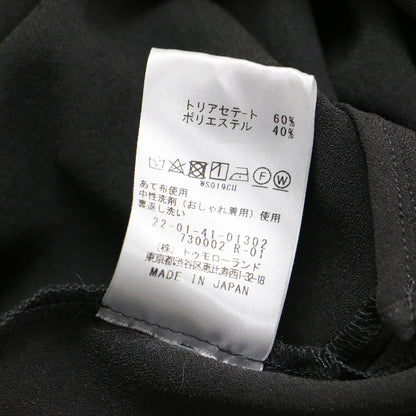 トリアセテート 60%
ポリエステル 40%
F W
WS019CU
あて布使用
中性洗剤(おしゃれ着用)使用
裏返し洗い
22-01-41-01302
730002 R-01
(株)トゥモローランド
東京都渋谷区恵比寿西1-32-18
MADE IN JAPAN